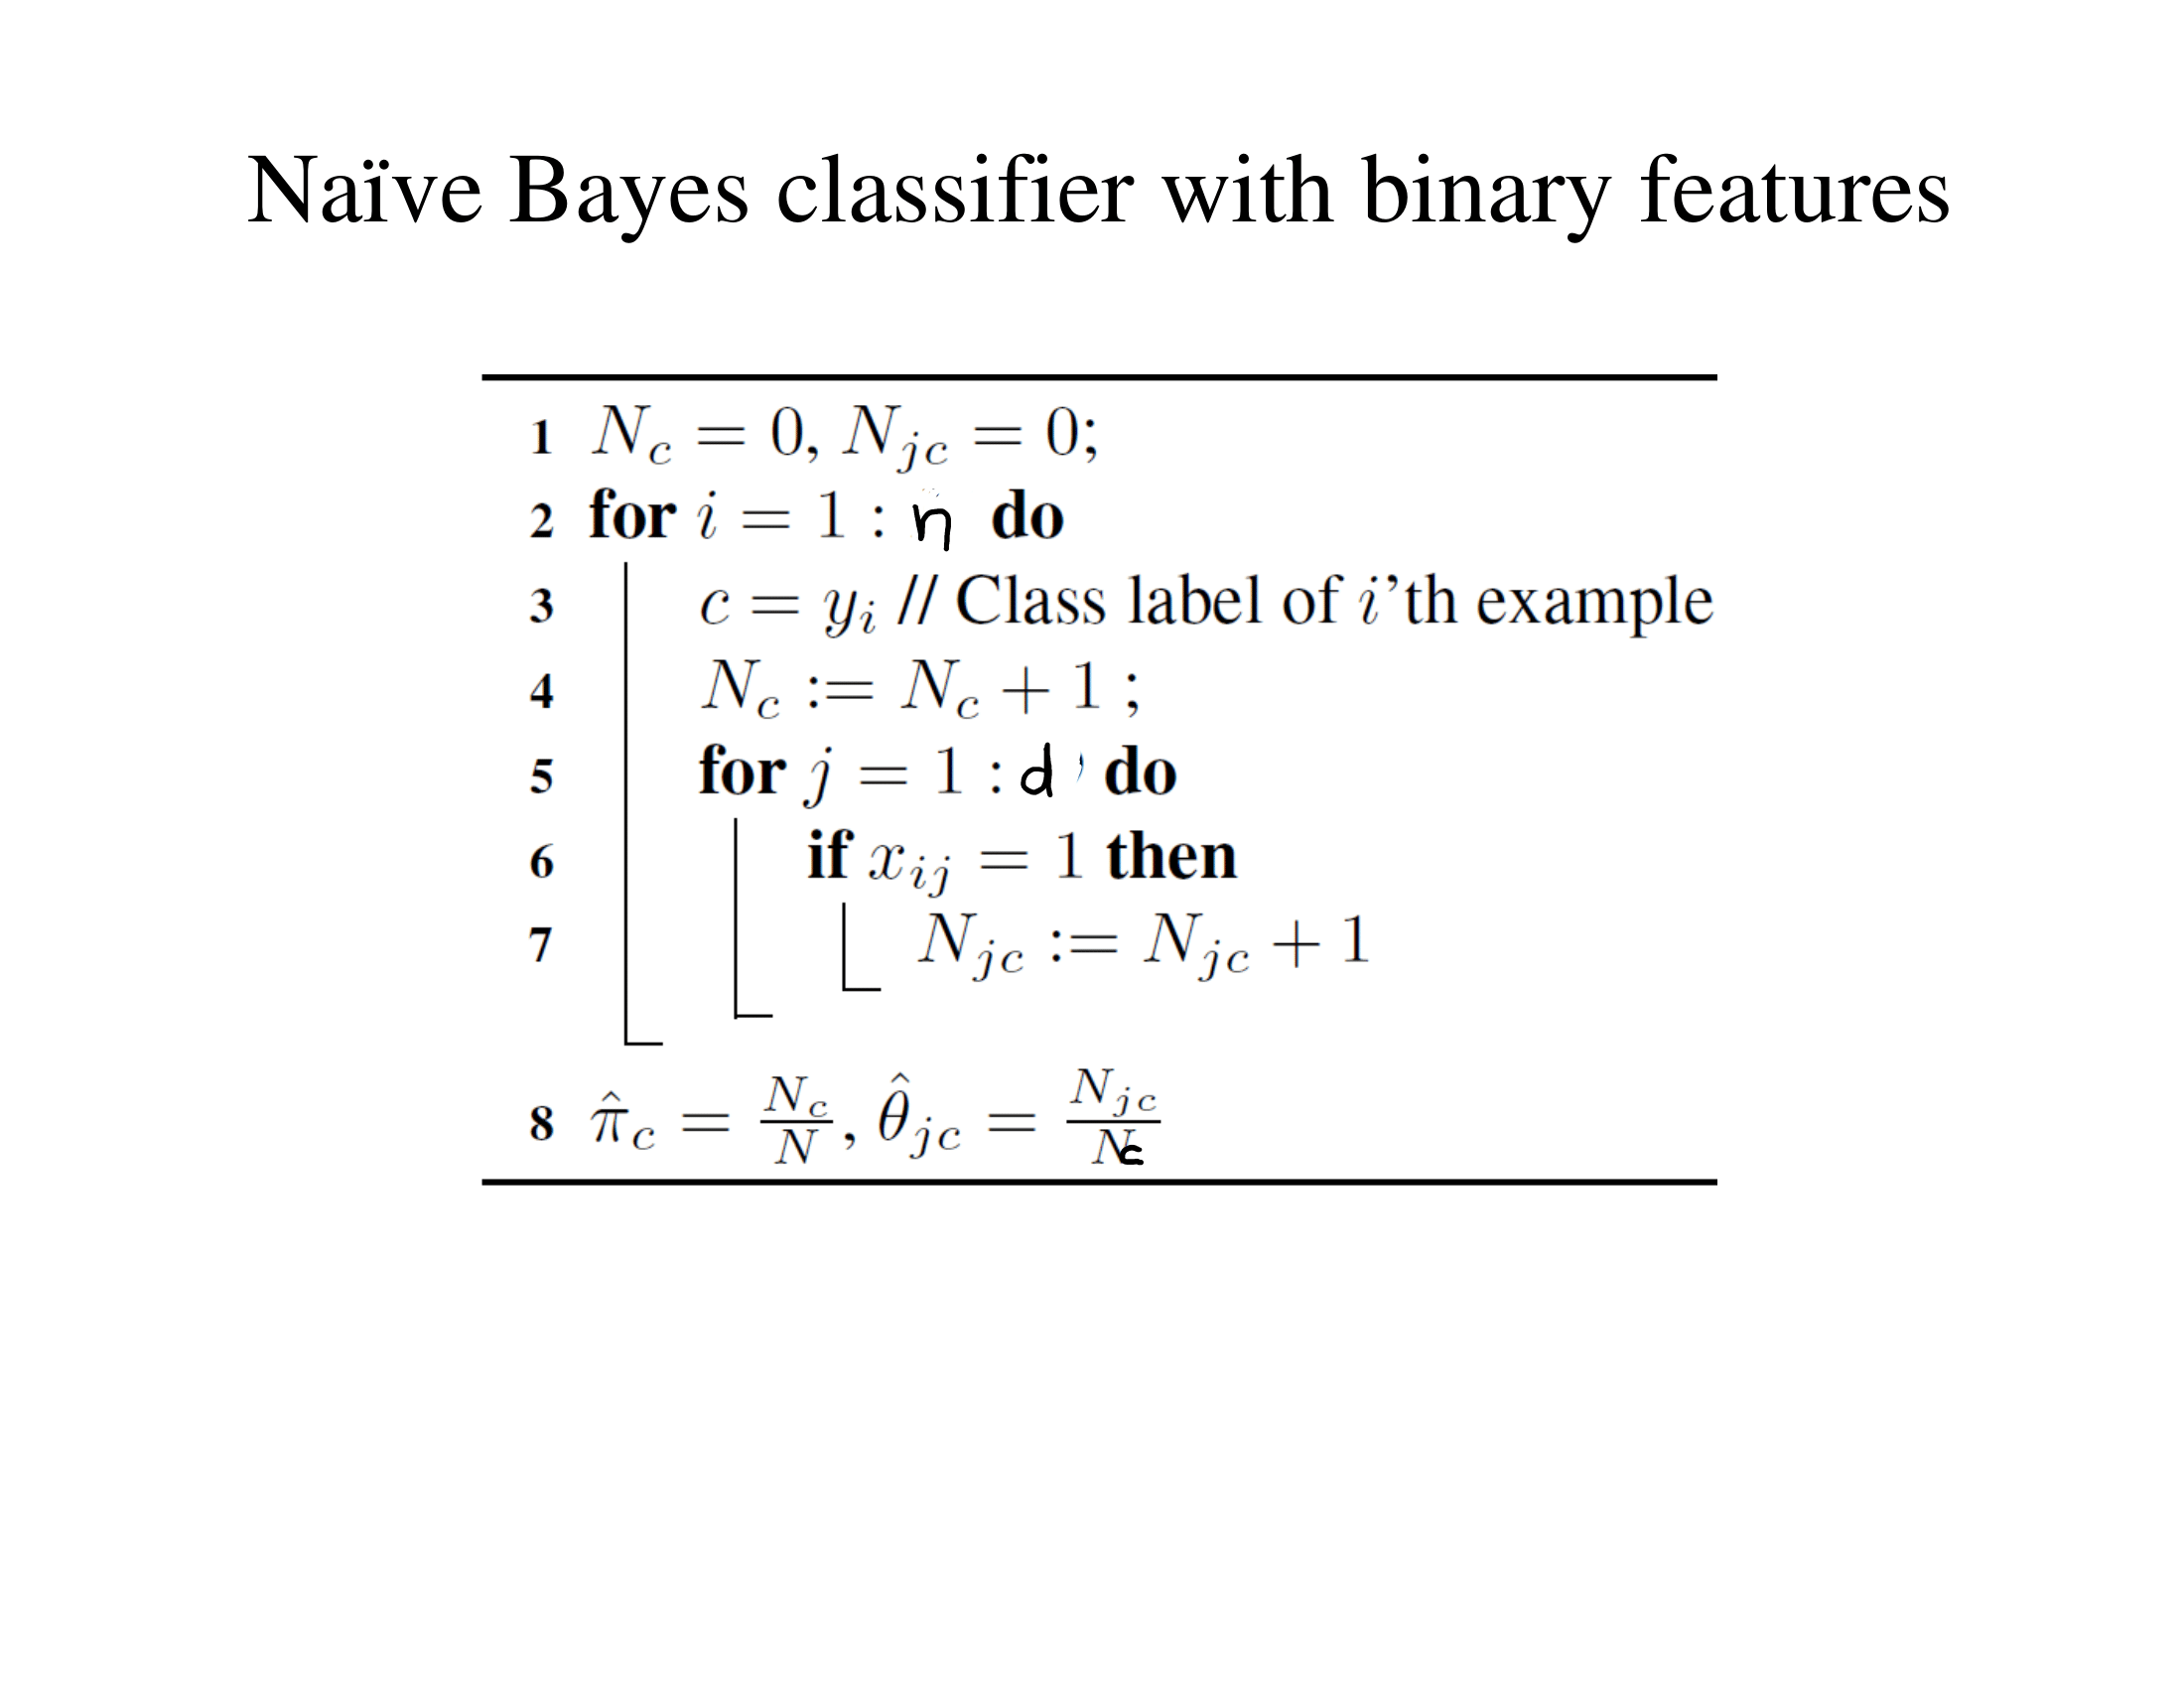 Naïve Bayes classifier with binary features
1 N_c = 0, N_{jc} = 0;
2 for i = 1 : n do
3 c = y_i // Class label of i’th example
4 N_c := N_c + 1 ;
5 for j = 1 : d do
6 if x_{ij} = 1 then
7 N_{jc} := N_{jc} + 1
8 \hat{π}_c = \frac{N_c}{N}, \hat{θ}_{jc} = \frac{N_{jc}}{N_c}